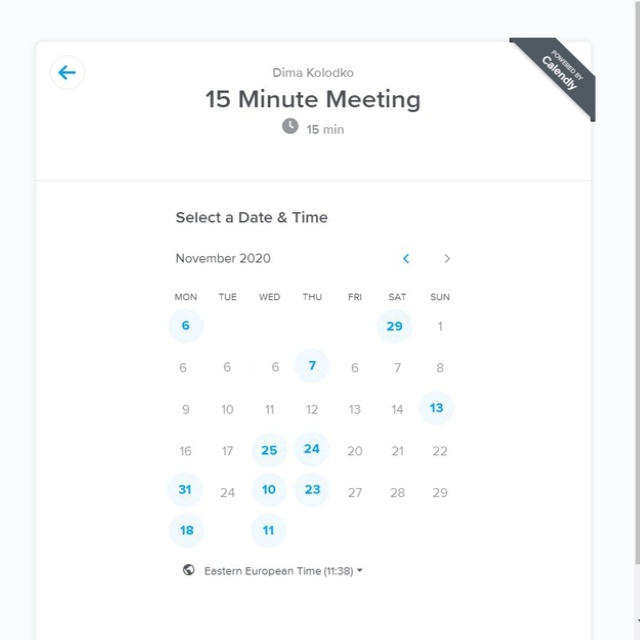 POWERED BY
Calendly
Dima Kolodko
15 Minute Meeting
15 min
Select a Date & Time
November 2020
MON TUE WED THU FRI SAT SUN
6 29 1
6 6 6 7 6 7 8
9 10 11 12 13 14 13
16 17 25 24 20 21 22
31 24 10 23 27 28 29
18 11
Eastern European Time (11:38)